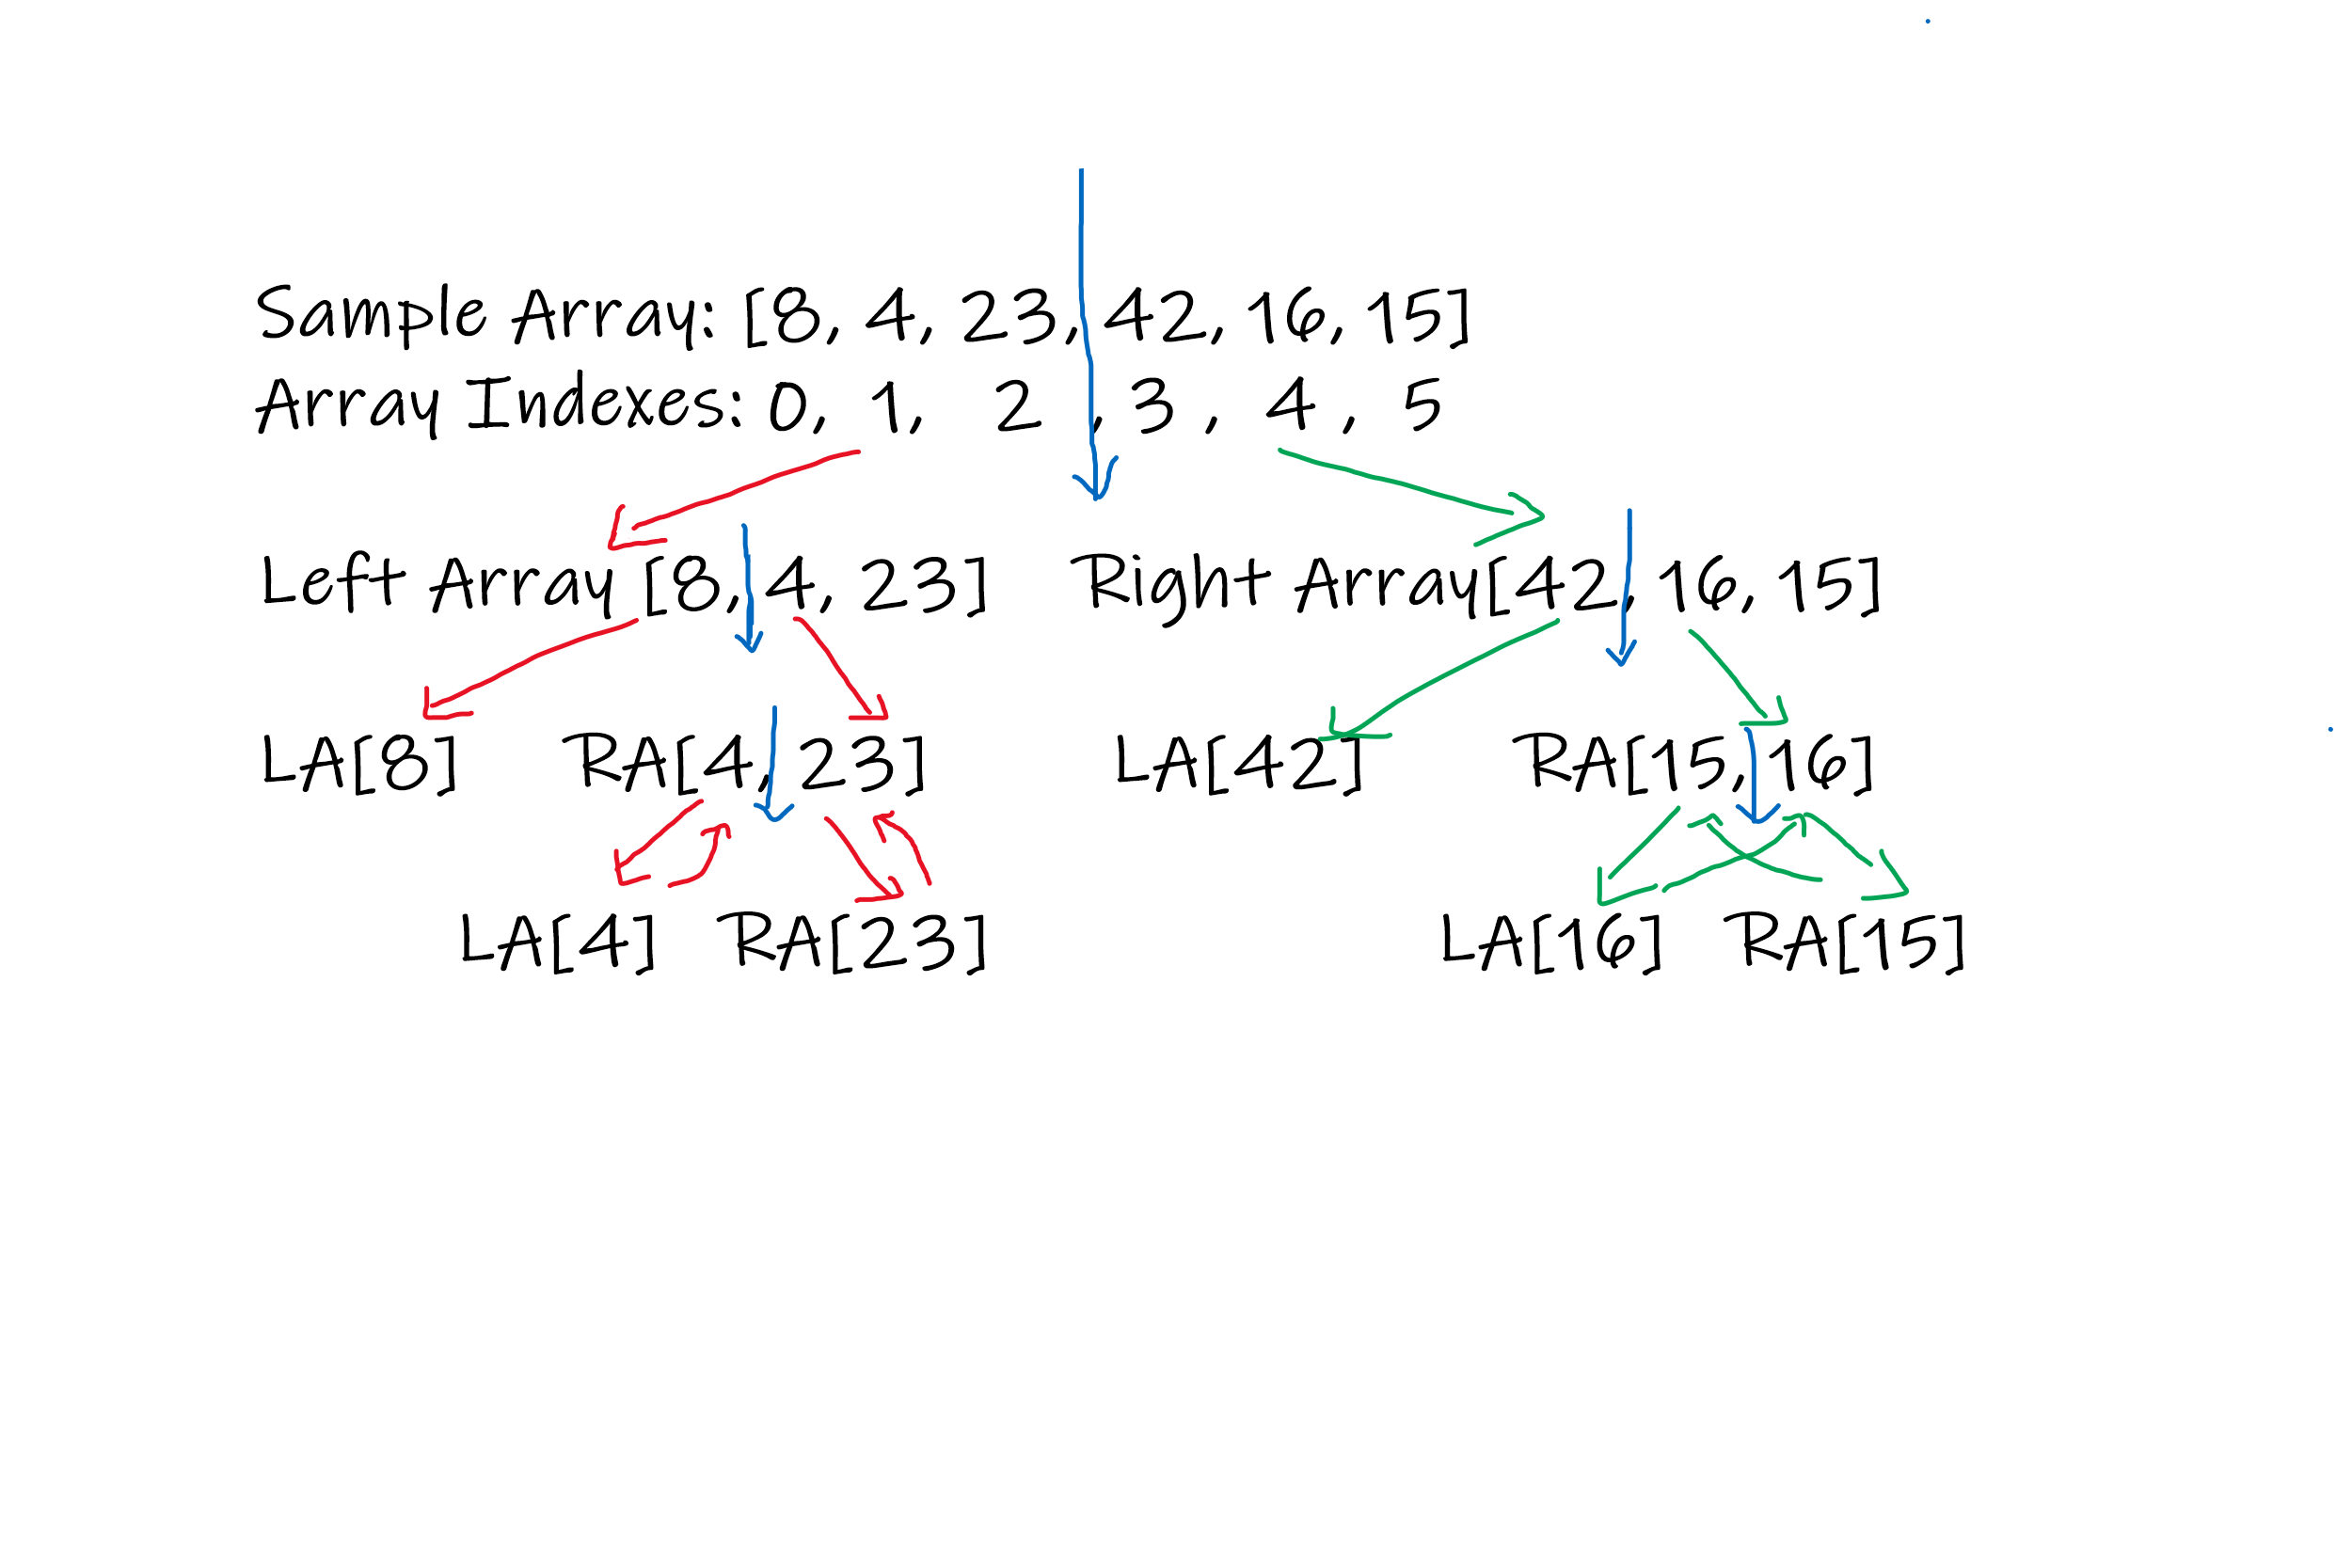 Sample Array: [8, 4, 23, 42, 16, 15]
Array Indexes: 0, 1, 2 , 3 , 4 , 5
Left Array [8, 4, 23] Right Array[42, 16, 15]
LA[8] RA[4, 23] LA[42] RA[15, 16]
LA[4] RA[23] LA[16] RA[15]